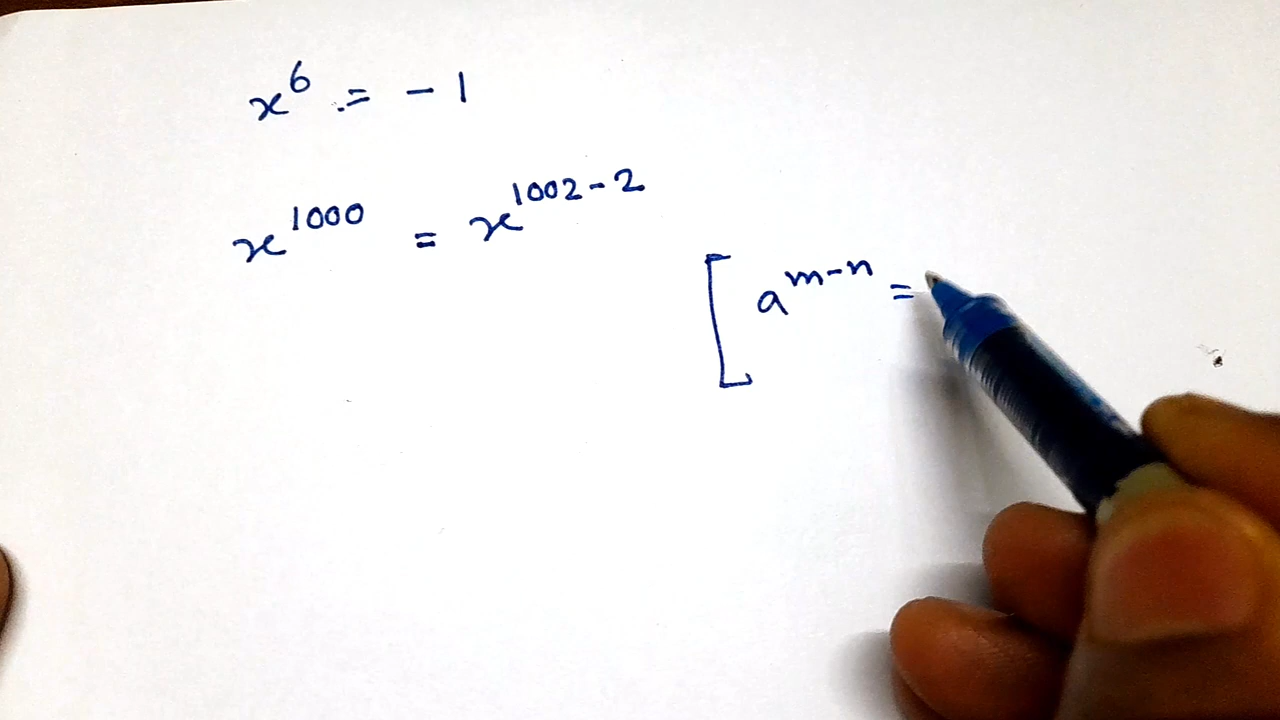 x^6 = -1
x^1000 = x^1002-2
[ a^m-n =